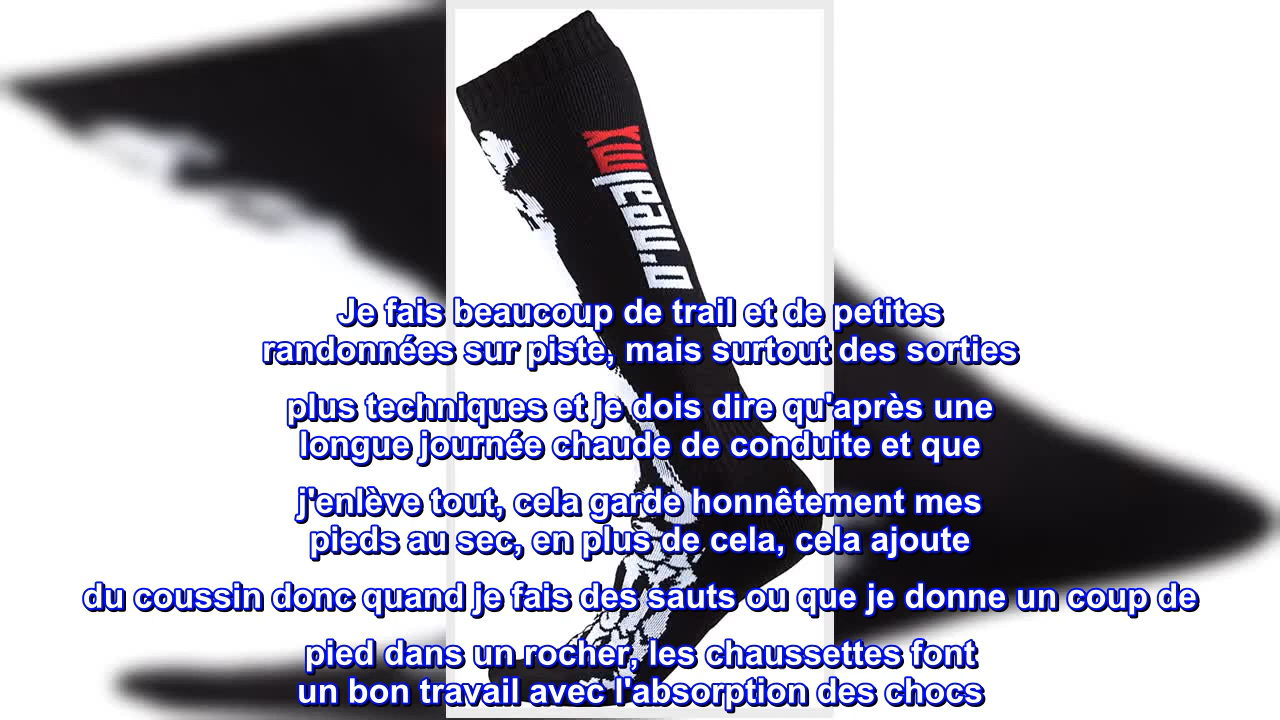 O'NEAL MX
Je fais beaucoup de trail et de petites
randonnées sur piste, mais surtout des sorties
plus techniques et je dois dire qu'après une
longue journée chaude de conduite et que
j'enlève tout, cela garde honnêtement mes
pieds au sec, en plus de cela, cela ajoute
du coussin donc quand je fais des sauts ou que je donne un coup de
pied dans un rocher, les chaussettes font
un bon travail avec l'absorption des chocs